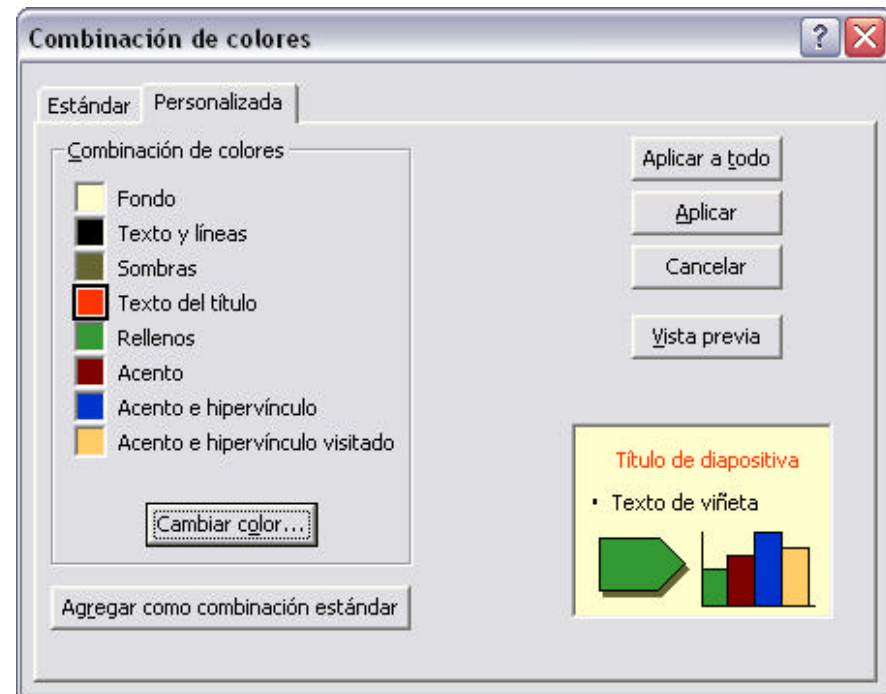 Combinación de colores
?
Estándar
Personalizada
Combinación de colores
Fondo
Texto y líneas
Sombras
Texto del título
Rellenos
Acento
Acento e hipervínculo
Acento e hipervínculo visitado
Cambiar color...
Agregar como combinación estándar
Aplicar a todo
Aplicar
Cancelar
Vista previa
Título de diapositiva
• Texto de viñeta